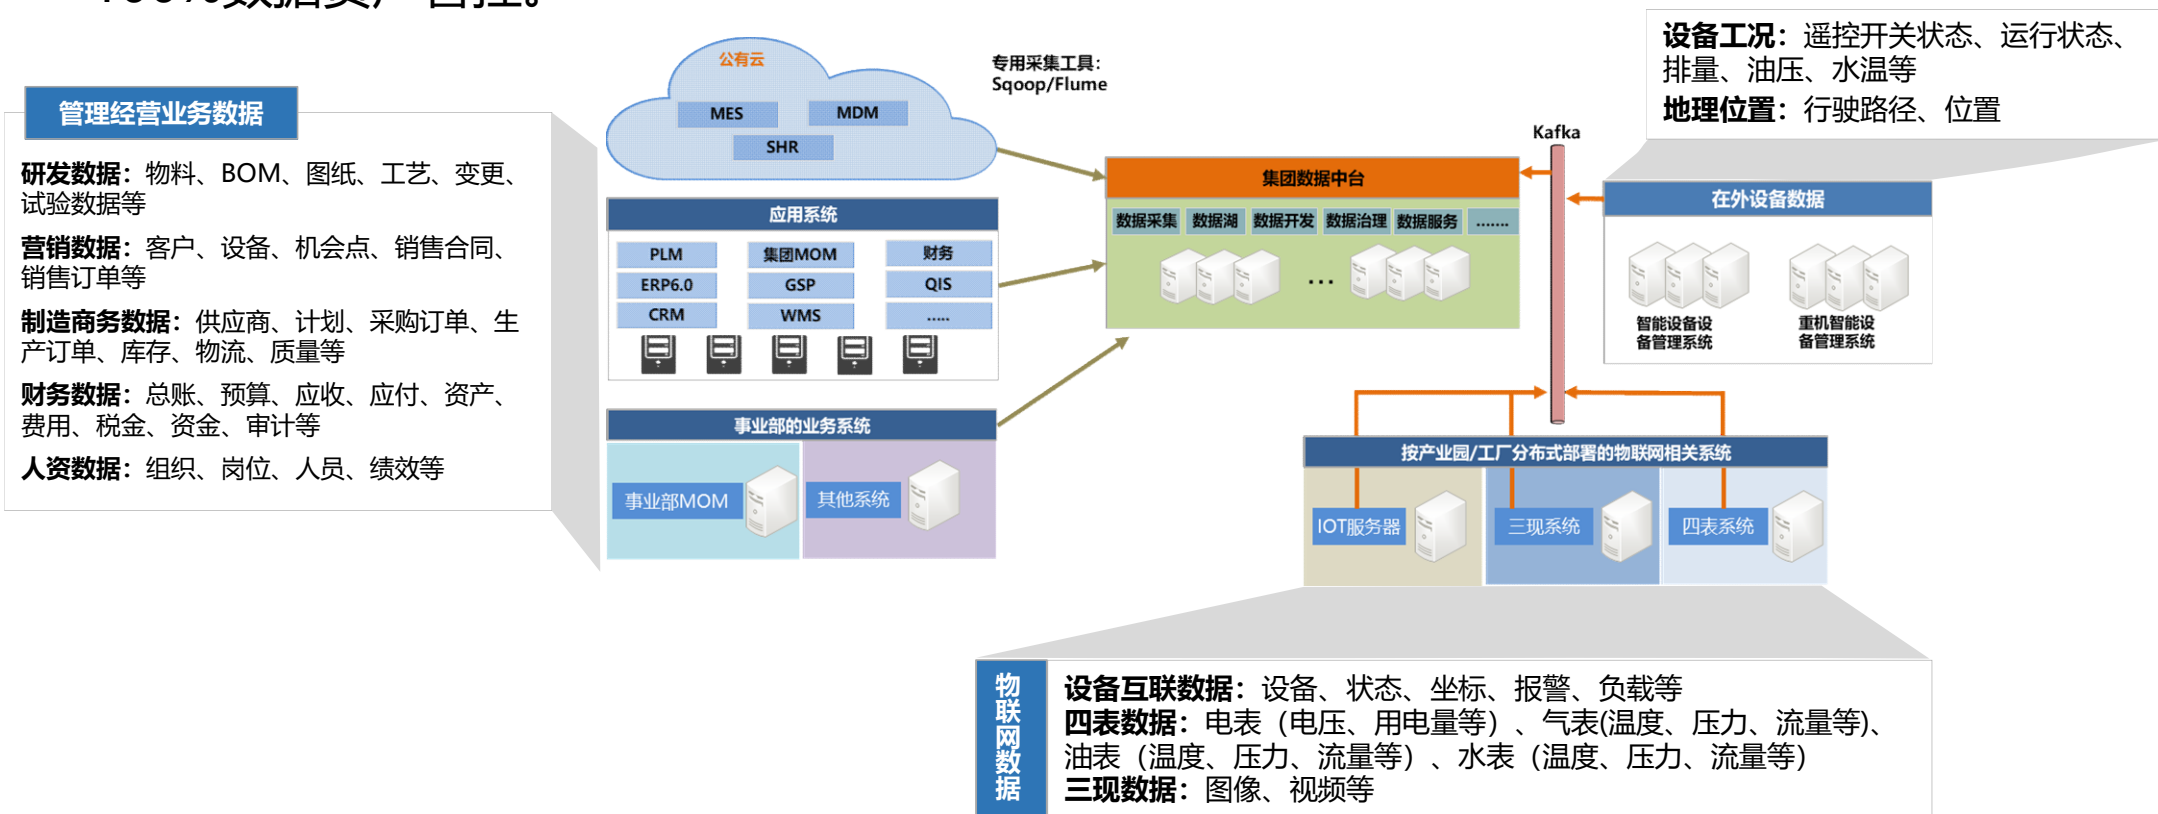 100%数据资产自控。
管理经营业务数据
研发数据：物料、BOM、图纸、工艺、变更、
试验数据等
营销数据：客户、设备、机会点、销售合同、
销售订单等
制造商务数据：供应商、计划、采购订单、生
产订单、库存、物流、质量等
财务数据：总账、预算、应收、应付、资产、
费用、税金、资金、审计等
人资数据：组织、岗位、人员、绩效等
公有云
MES
MDM
SHR
应用系统
PLM
集团MOM
财务
ERP6.0
GSP
QIS
CRM
WMS
.....
事业部的业务系统
事业部MOM
其他系统
专用采集工具：
Sqoop/Flume
集团数据中台
数据采集
数据湖
数据开发
数据治理
数据服务
.......
...
Kafka
设备工况：遥控开关状态、运行状态、
排量、油压、水温等
地理位置：行驶路径、位置
在外设备数据
智能设备设
备管理系统
重机智能设
备管理系统
按产业园/工厂分布式部署的物联网相关系统
IOT服务器
三现系统
四表系统
物联网数据
设备互联数据：设备、状态、坐标、报警、负载等
四表数据：电表（电压、用电量等）、气表(温度、压力、流量等)、
油表（温度、压力、流量等）、水表（温度、压力、流量等）
三现数据：图像、视频等